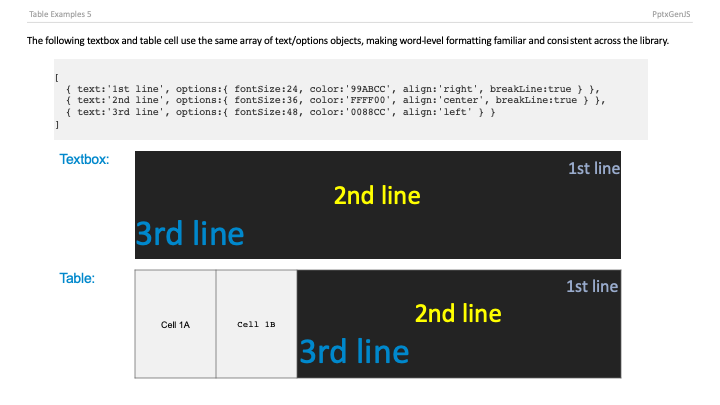 Table Examples 5
PptxGenJS
The following textbox and table cell use the same array of text/options objects, making word-level formatting familiar and consistent across the library.
[
{ text:'1st line', options:{ fontSize:24, color:'99ABCC', align:'right', breakLine:true } },
{ text:'2nd line', options:{ fontSize:36, color:'FFFF00', align:'center', breakLine:true } },
{ text:'3rd line', options:{ fontSize:48, color:'0088CC', align:'left' } }
]
Textbox:
1st line
2nd line
3rd line
Table:
Cell 1A
Cell 1B
1st line
2nd line
3rd line